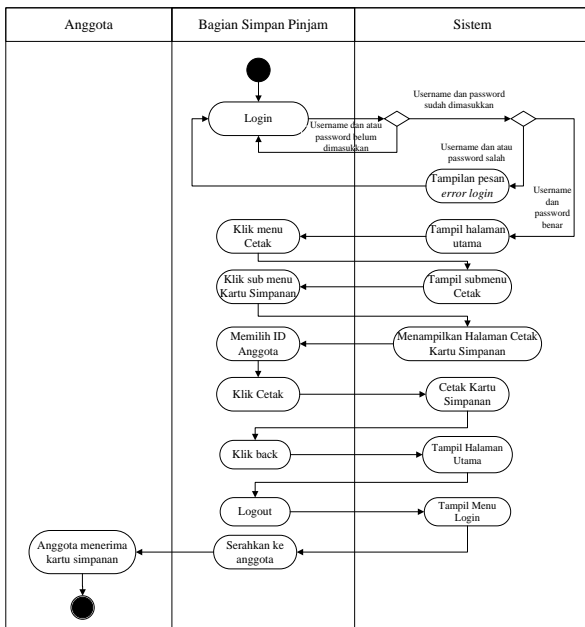 Anggota
Bagian Simpan Pinjam
Sistem
Username dan password
sudah dimasukkan
Login
Username dan atau
password belum
dimasukkan
Username dan atau
password salah
Tampilan pesan
error login
Username
dan
password
benar
Klik menu
Cetak
Tampil halaman
utama
Klik sub menu
Kartu Simpanan
Tampil submenu
Cetak
Memilih ID
Anggota
Menampilkan Halaman Cetak
Kartu Simpanan
Klik Cetak
Cetak Kartu
Simpanan
Klik back
Tampil Halaman
Utama
Logout
Tampil Menu
Login
Anggota menerima
kartu simpanan
Serahkan ke
anggota